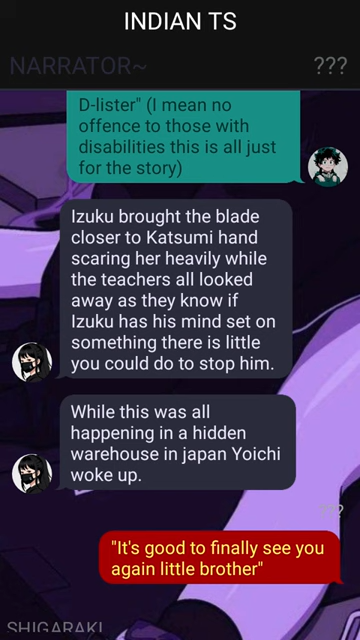 INDIAN TS
NARRATOR~
???
D-lister" (I mean no
offence to those with
disabilities this is all just
for the story)
Izuku brought the blade
closer to Katsumi hand
scaring her heavily while
the teachers all looked
away as they know if
Izuku has his mind set on
something there is little
you could do to stop him.
While this was all
happening in a hidden
warehouse in japan Yoichi
woke up.
???
"It's good to finally see you
again little brother"
SHIGARAKI